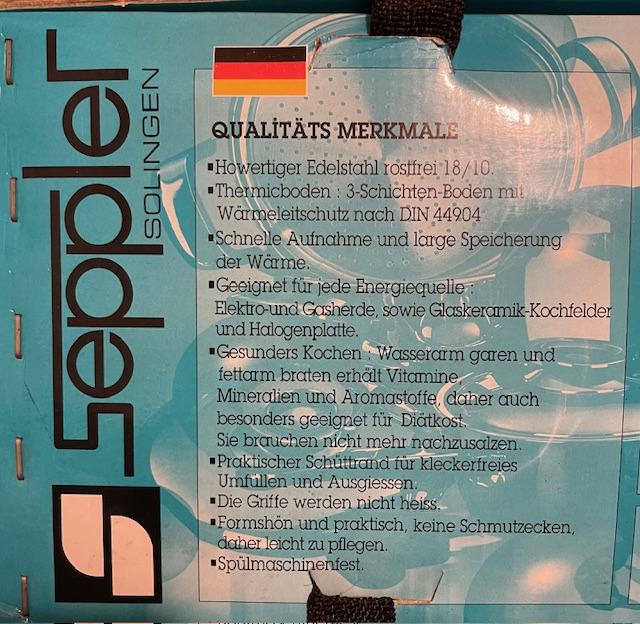 Seppler
SOLINGEN
QUALITÄTS MERKMALE
▪Howertiger Edelstahl rostfrei 18/10.
▪Thermicboden : 3-Schichten-Boden mit
Wärmeleitschutz nach DIN 44904
▪Schnelle Aufnahme und large Speicherung
der Wärme.
▪Geeignet für jede Energiequelle :
Elektro-und Gasherde, sowie Glaskeramik-Kochfelder
und Halogenplatte.
▪Gesunders Kochen : Wasserarm garen und
fettarm braten erhält Vitamine,
Mineralien und Aromastoffe, daher auch
besonders geeignet für Diätkost.
Sie brauchen nicht mehr nachzusalzen.
▪Praktischer Schüttrand für kleckerfreies
Umfüllen und Ausgiessen.
▪Die Griffe werden nicht heiss.
▪Formshön und praktisch, keine Schmutzecken,
daher leicht zu pflegen.
▪Spülmaschinenfest.